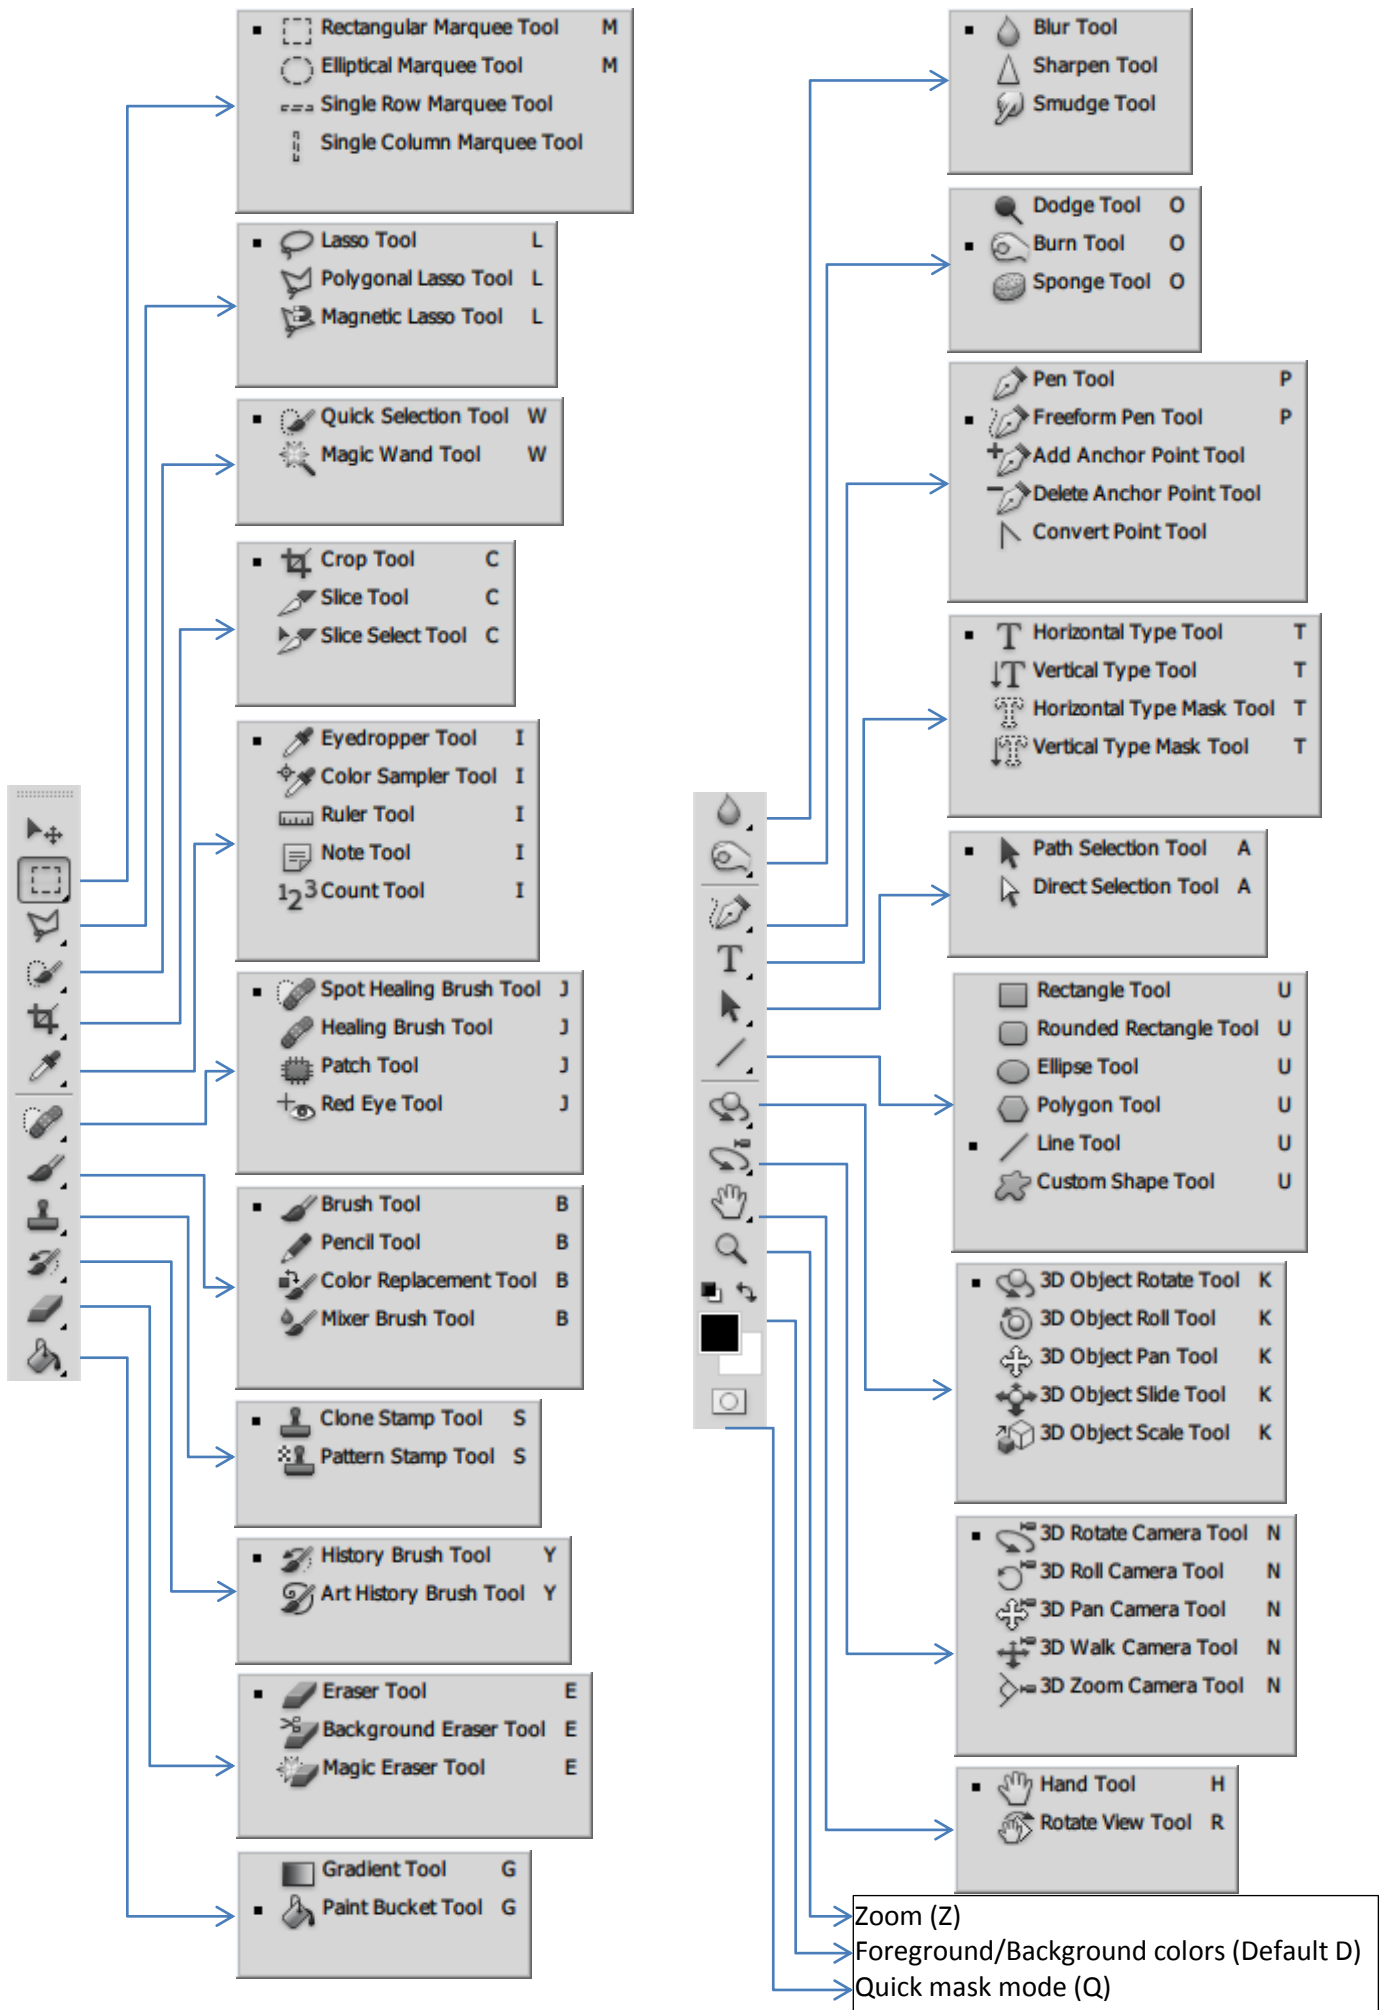 Rectangular Marquee Tool M
Elliptical Marquee Tool M
Single Row Marquee Tool
Single Column Marquee Tool
Lasso Tool L
Polygonal Lasso Tool L
Magnetic Lasso Tool L
Quick Selection Tool W
Magic Wand Tool W
Crop Tool C
Slice Tool C
Slice Select Tool C
Eyedropper Tool I
Color Sampler Tool I
Ruler Tool I
Note Tool I
123 Count Tool I
Spot Healing Brush Tool J
Healing Brush Tool J
Patch Tool J
Red Eye Tool J
Brush Tool B
Pencil Tool B
Color Replacement Tool B
Mixer Brush Tool B
Clone Stamp Tool S
Pattern Stamp Tool S
History Brush Tool Y
Art History Brush Tool Y
Eraser Tool E
Background Eraser Tool E
Magic Eraser Tool E
Gradient Tool G
Paint Bucket Tool G
Blur Tool
Sharpen Tool
Smudge Tool
Dodge Tool O
Burn Tool O
Sponge Tool O
Pen Tool P
Freeform Pen Tool P
Add Anchor Point Tool
Delete Anchor Point Tool
Convert Point Tool
T Horizontal Type Tool T
T Vertical Type Tool T
T Horizontal Type Mask Tool T
T Vertical Type Mask Tool T
T
Path Selection Tool A
Direct Selection Tool A
Rectangle Tool U
Rounded Rectangle Tool U
Ellipse Tool U
Polygon Tool U
Line Tool U
Custom Shape Tool U
3D Object Rotate Tool K
3D Object Roll Tool K
3D Object Pan Tool K
3D Object Slide Tool K
3D Object Scale Tool K
3D Rotate Camera Tool N
3D Roll Camera Tool N
3D Pan Camera Tool N
3D Walk Camera Tool N
3D Zoom Camera Tool N
Hand Tool H
Rotate View Tool R
Zoom (Z)
Foreground/Background colors (Default D)
Quick mask mode (Q)